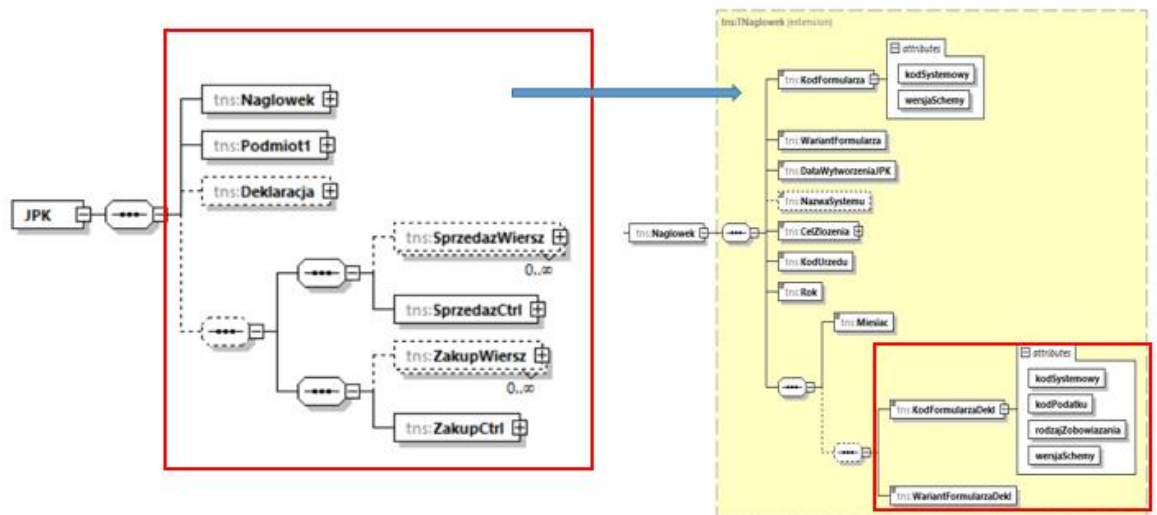 JPK
tns:Naglowek
tns:Podmiot1
tns:Deklaracja
tns:SprzedazWiersz
0..∞
tns:SprzedazCtrl
tns:ZakupWiersz
0..∞
tns:ZakupCtrl
tns:TNaglowek (extension)
tns:Naglowek
tns:KodFormularza
attributes
kodSystemowy
wersjaSchemy
tns:WariantFormularza
tns:DataWytworzeniaJPK
tns:NazwaSystemu
tns:CelZlozenia
tns:KodUrzedu
tns:Rok
tns:Miesiac
tns:KodFormularzaDekl
attributes
kodSystemowy
kodPodatku
rodzajZobowiazania
wersjaSchemy
tns:WariantFormularzaDekl